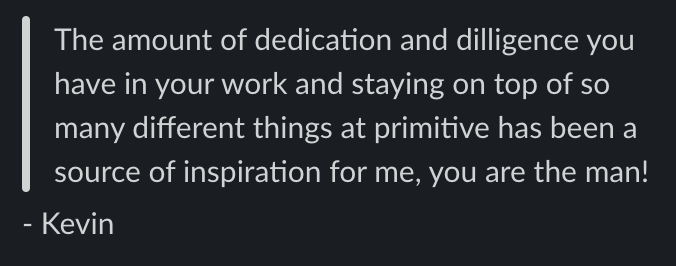 The amount of dedication and dilligence you
have in your work and staying on top of so
many different things at primitive has been a
source of inspiration for me, you are the man!
- Kevin